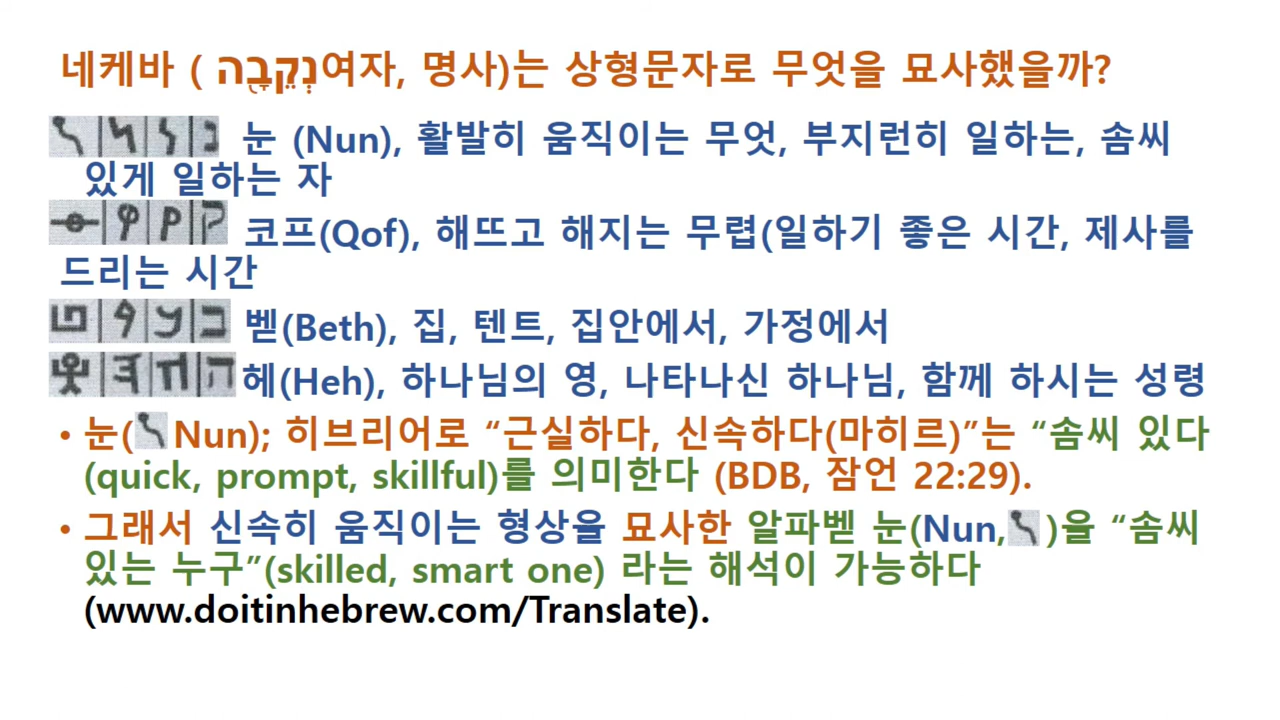 네케바 ( נְקֵבָ֖ה여자, 명사)는 상형문자로 무엇을 묘사했을까?
눈 (Nun), 활발히 움직이는 무엇, 부지런히 일하는, 솜씨
있게 일하는 자
코프(Qof), 해뜨고 해지는 무렵(일하기 좋은 시간, 제사를
드리는 시간
벧(Beth), 집, 텐트, 집안에서, 가정에서
헤(Heh), 하나님의 영, 나타나신 하나님, 함께 하시는 성령
• 눈( Nun); 히브리어로 “근실하다, 신속하다(마히르)”는 “솜씨 있다
(quick, prompt, skillful)를 의미한다 (BDB, 잠언 22:29).
• 그래서 신속히 움직이는 형상을 묘사한 알파벧 눈(Nun, )을 “솜씨
있는 누구”(skilled, smart one) 라는 해석이 가능하다
(www.doitinhebrew.com/Translate).